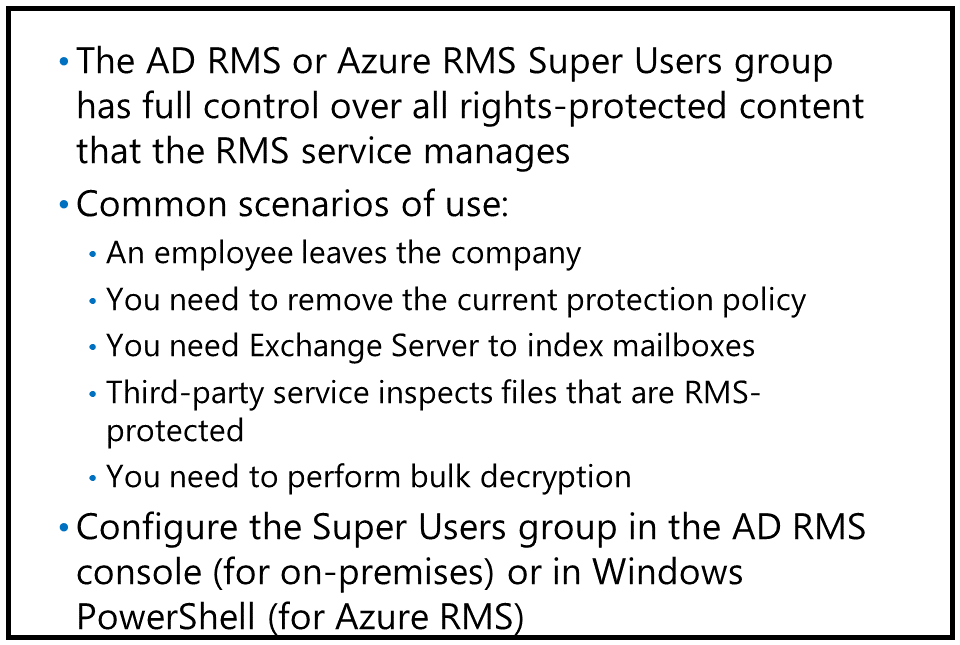 • The AD RMS or Azure RMS Super Users group
has full control over all rights-protected content
that the RMS service manages
• Common scenarios of use:
• An employee leaves the company
• You need to remove the current protection policy
• You need Exchange Server to index mailboxes
• Third-party service inspects files that are RMS-
protected
• You need to perform bulk decryption
• Configure the Super Users group in the AD RMS
console (for on-premises) or in Windows
PowerShell (for Azure RMS)